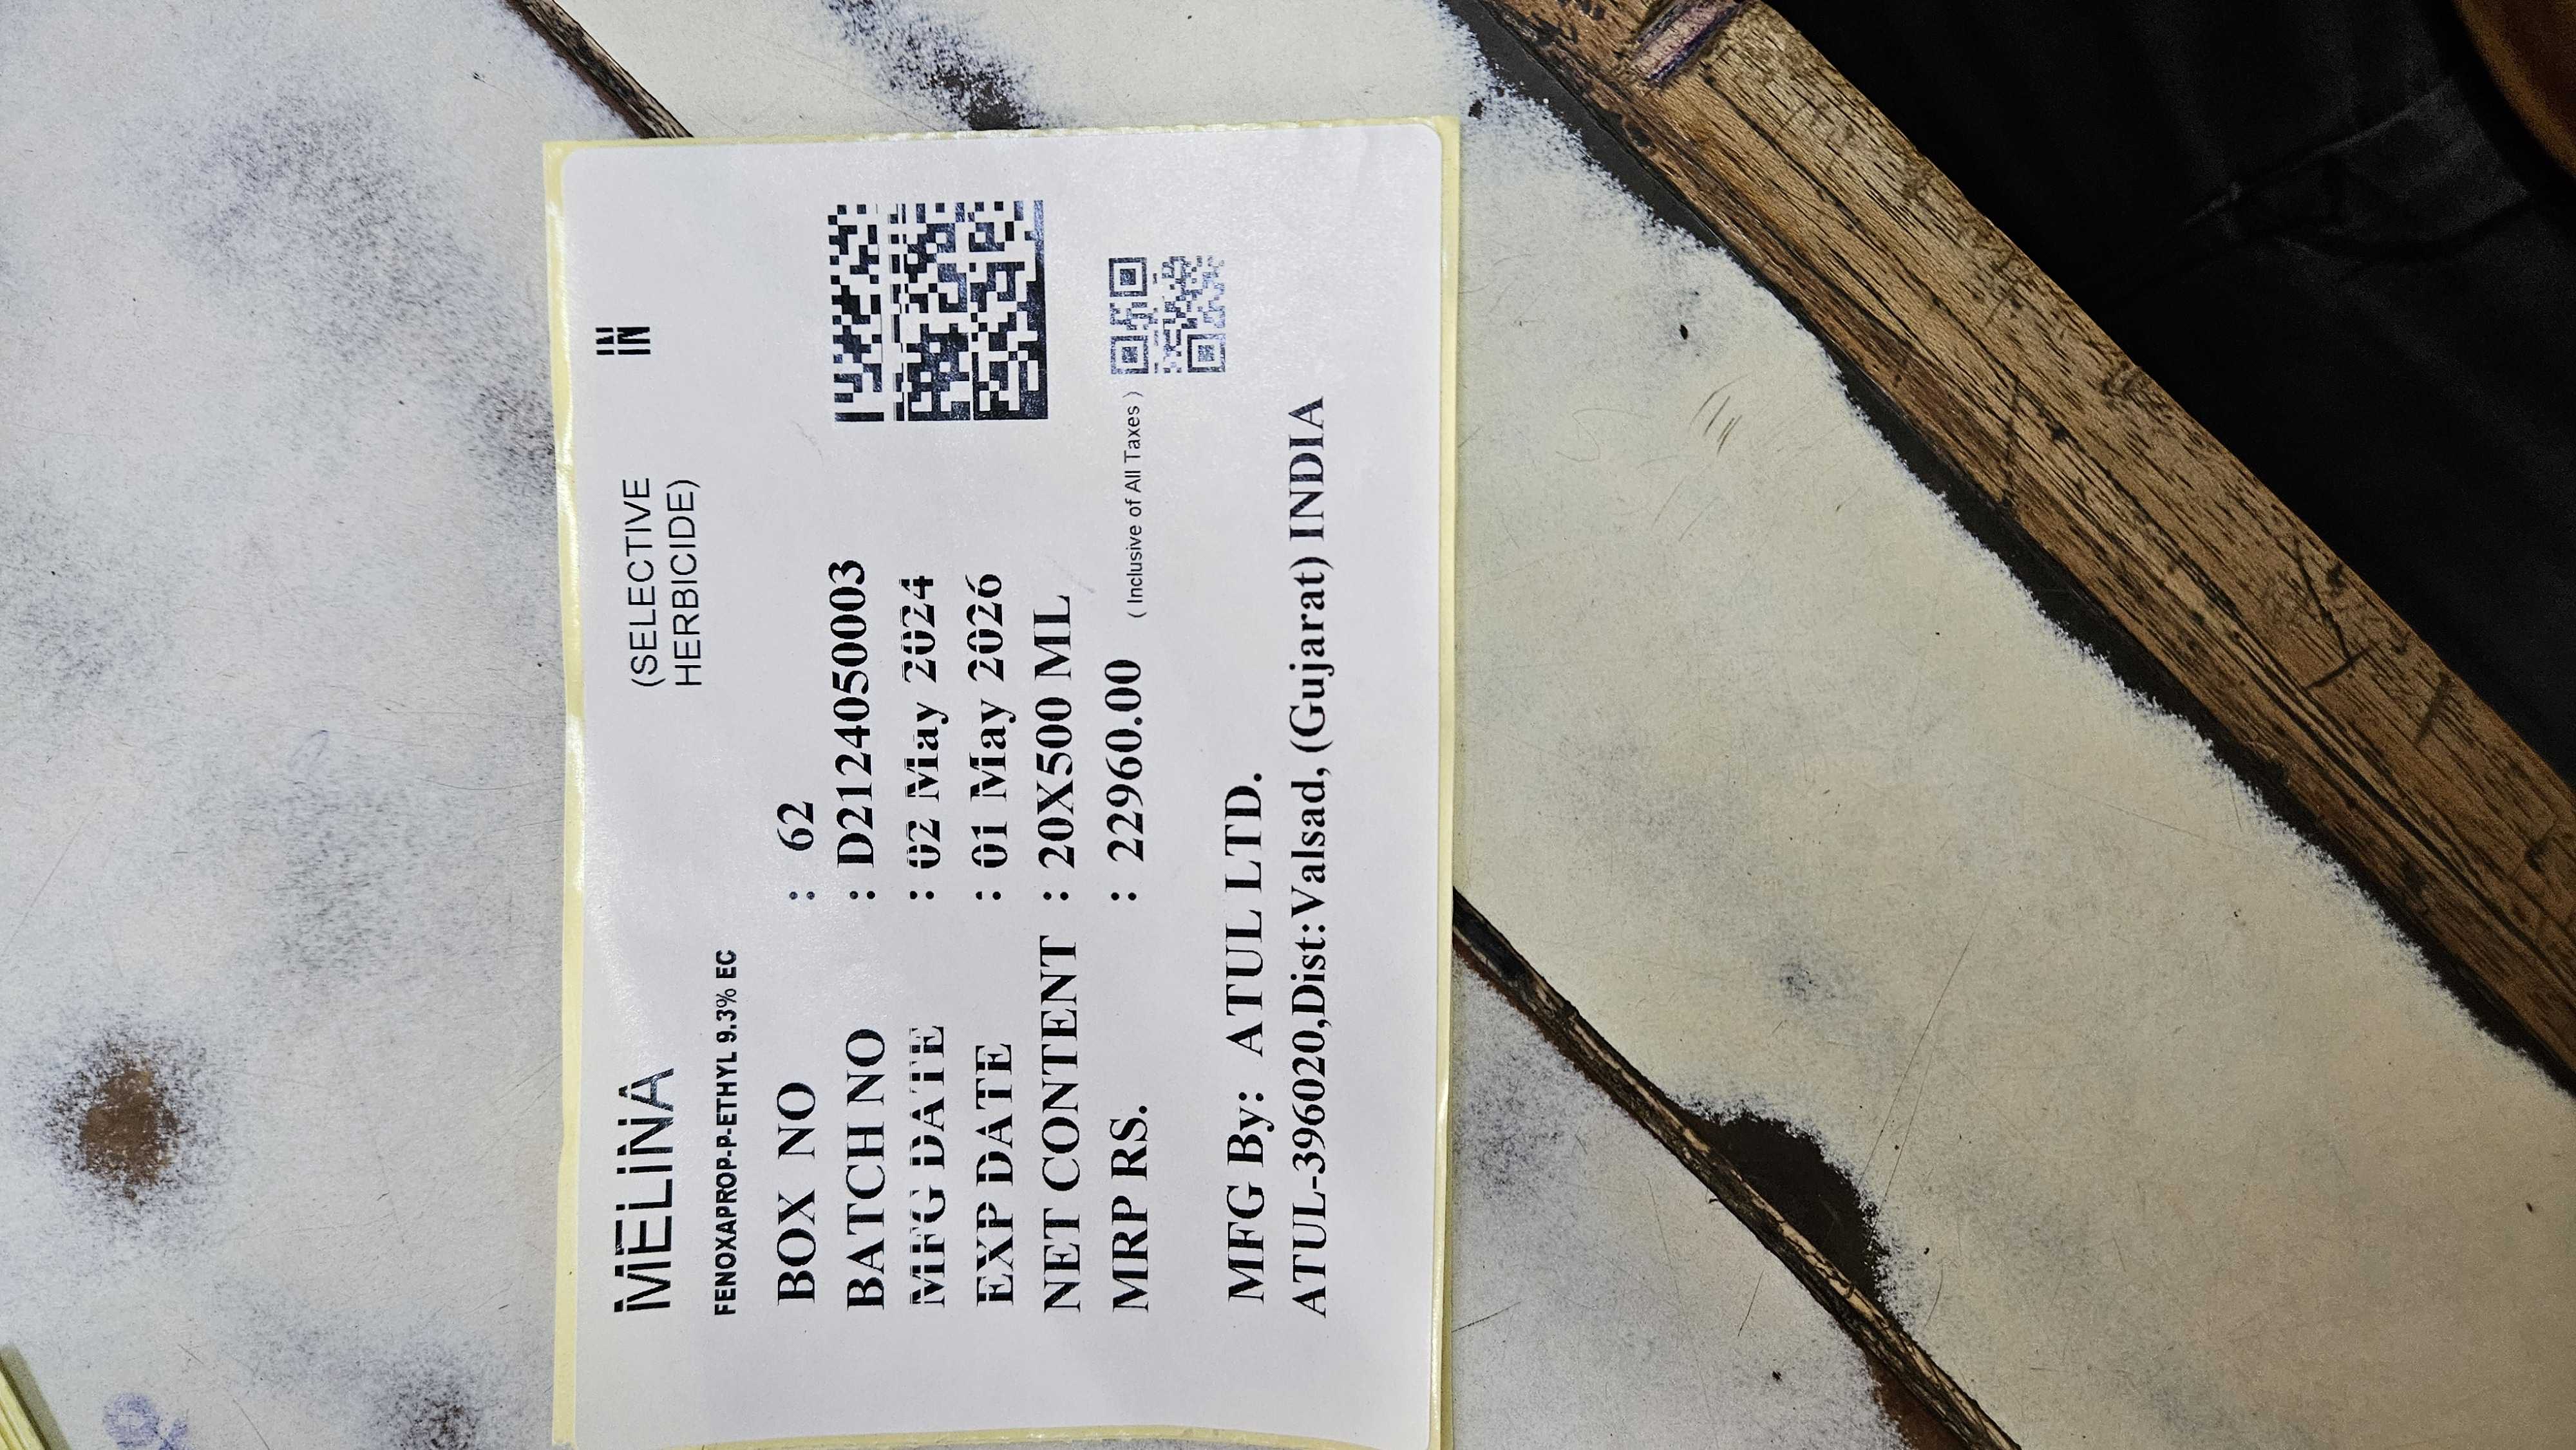 MELINA
(SELECTIVE
HERBICIDE)
IN
FENOXAPROP-P-ETHYL 9.3% EC
BOX NO : 62
BATCH NO : D2124050003
MFG DATE : 02 May 2024
EXP DATE : 01 May 2026
NET CONTENT : 20X500 ML
MRP RS. : 22960.00 ( Inclusive of All Taxes )
MFG By: ATUL LTD.
ATUL-396020,Dist:Valsad, (Gujarat) INDIA